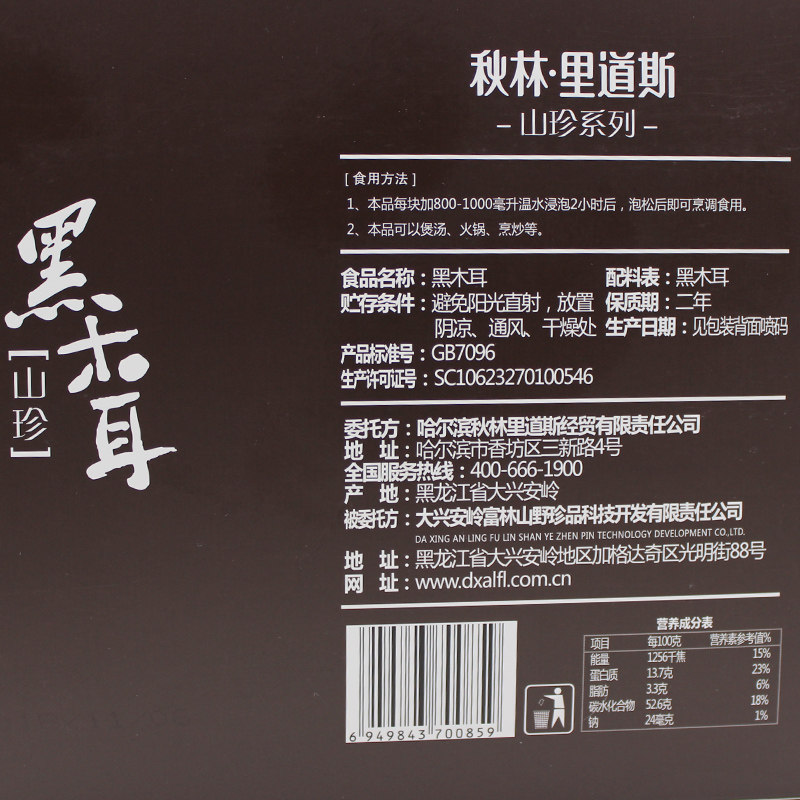 秋林·里道斯
-山珍系列-
[食用方法]
1、本品每块加800-1000毫升温水浸泡2小时后，泡松后即可烹调食用。
2、本品可以煲汤、火锅、烹炒等。
黑木耳
[山珍]
食品名称：黑木耳 配料表：黑木耳
贮存条件：避免阳光直射，放置 保质期：二年
阴凉、通风、干燥处 生产日期：见包装背面喷码
产品标准号：GB7096
生产许可证号：SC10623270100546
委托方：哈尔滨秋林里道斯经贸有限责任公司
地 址：哈尔滨市香坊区三新路4号
全国服务热线：400-666-1900
产 地：黑龙江省大兴安岭
被委托方：大兴安岭富林山野珍品科技开发有限责任公司
DA XING AN LING FU LIN SHAN YE ZHEN PIN TECHNOLOGY DEVELOPMENT CO.,LTD.
地 址：黑龙江省大兴安岭地区加格达奇区光明街88号
网 址：www.dxalfl.com.cn
营养成分表
项目 每100克 营养素参考值%
能量 1256千焦 15%
蛋白质 13.7克 23%
脂肪 3.3克 6%
碳水化合物 52.6克 18%
钠 24毫克 1%
6 949843 700859